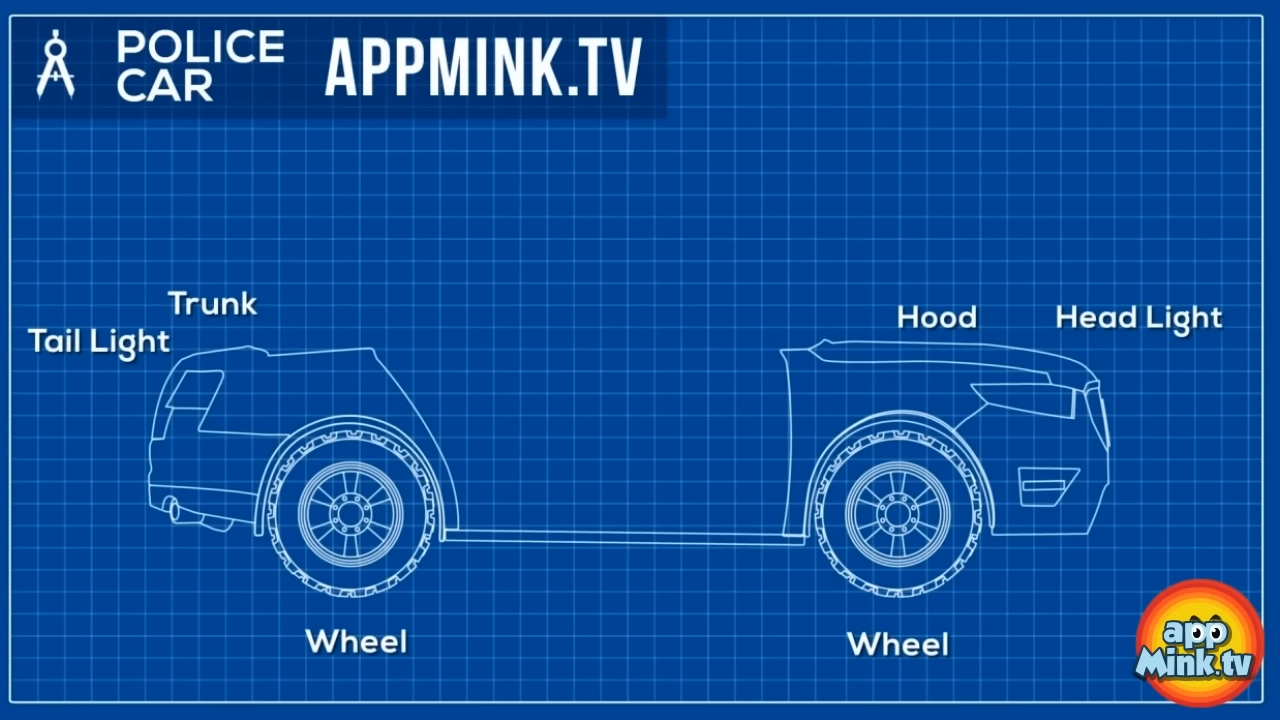 POLICE
CAR
APPMINK.TV
Trunk
Tail Light
Hood
Head Light
Wheel
Wheel
app
Mink.tv